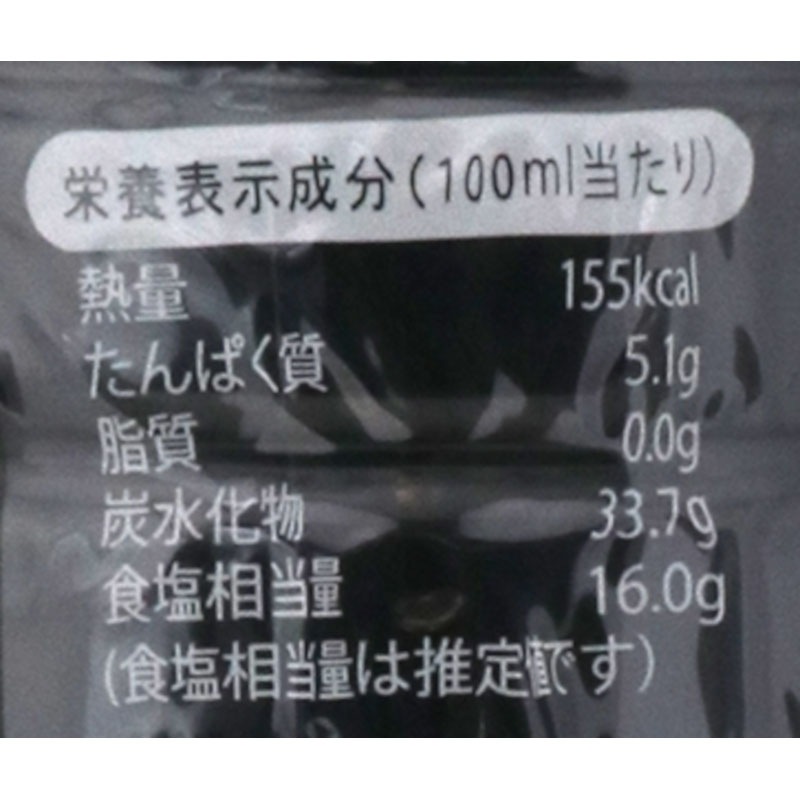 栄養表示成分(100ml当たり)
熱量 155kcal
たんぱく質 5.1g
脂質 0.0g
炭水化物 33.7g
食塩相当量 16.0g
(食塩相当量は推定値です)